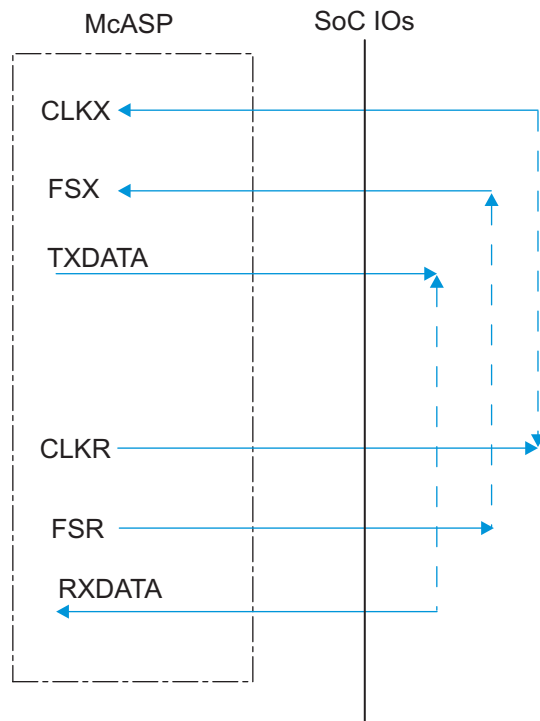 McASP
SoC IOs
CLKX
FSX
TXDATA
CLKR
FSR
RXDATA